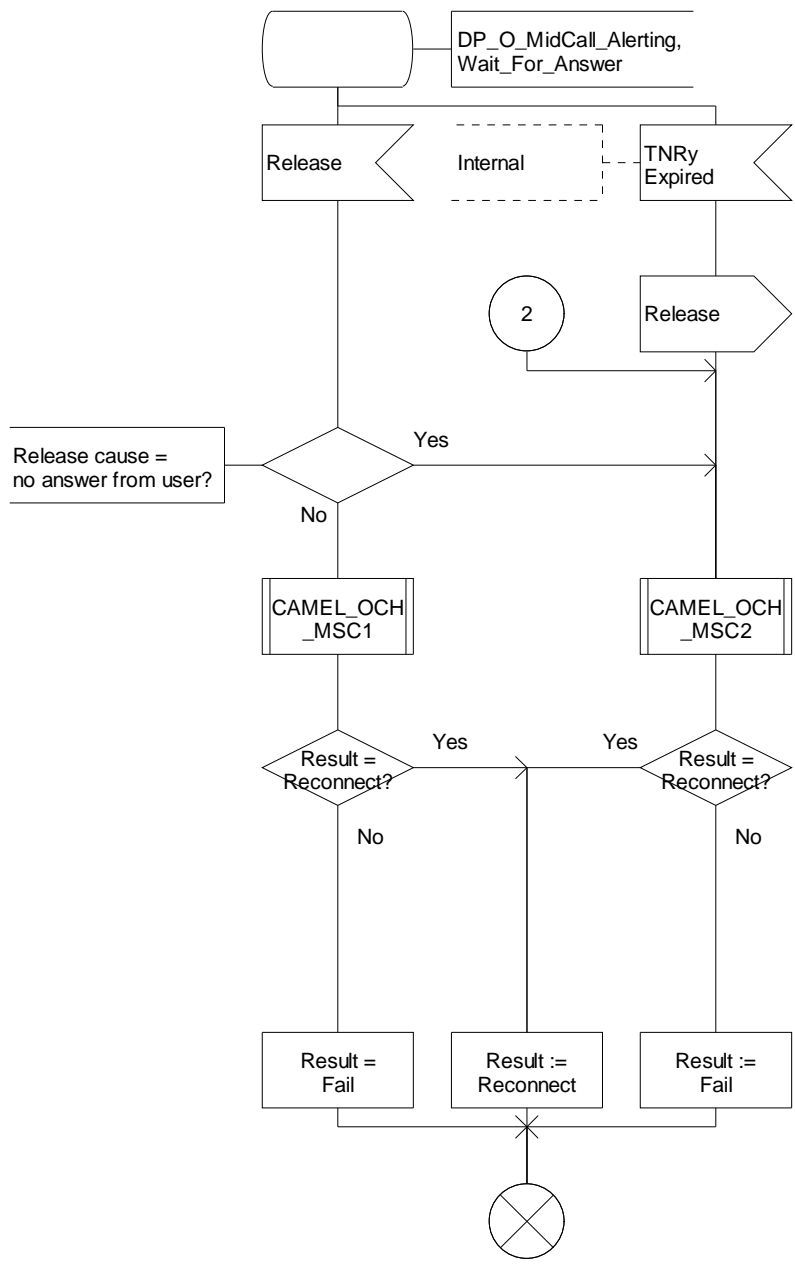 DP_O_MidCall_Alerting,
Wait_For_Answer
Release
Internal
TNRy
Expired
2
Release
Release cause =
no answer from user?
Yes
No
CAMEL_OCH
_MSC1
CAMEL_OCH
_MSC2
Result =
Reconnect?
Yes
Yes
Result =
Reconnect?
No
No
Result =
Fail
Result :=
Reconnect
Result :=
Fail